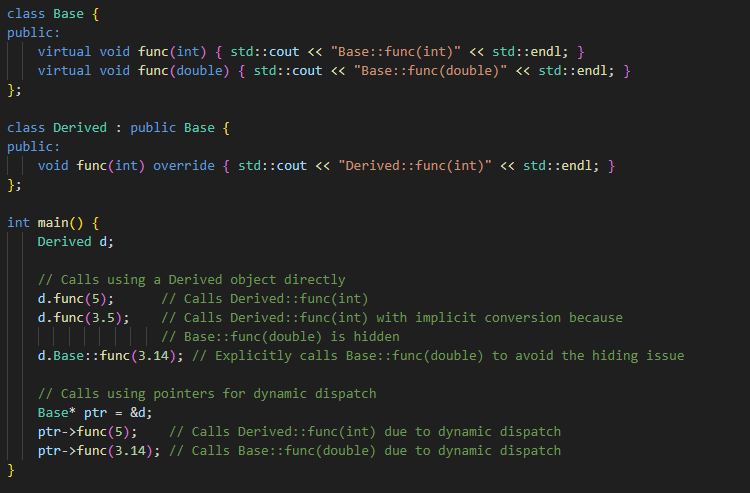 class Base {
public:
    virtual void func(int) { std::cout << "Base::func(int)" << std::endl; }
    virtual void func(double) { std::cout << "Base::func(double)" << std::endl; }
};

class Derived : public Base {
public:
    void func(int) override { std::cout << "Derived::func(int)" << std::endl; }
};

int main() {
    Derived d;

    // Calls using a Derived object directly
    d.func(5);      // Calls Derived::func(int)
    d.func(3.5);    // Calls Derived::func(int) with implicit conversion because
                    // Base::func(double) is hidden
    d.Base::func(3.14); // Explicitly calls Base::func(double) to avoid the hiding issue

    // Calls using pointers for dynamic dispatch
    Base* ptr = &d;
    ptr->func(5);    // Calls Derived::func(int) due to dynamic dispatch
    ptr->func(3.14); // Calls Base::func(double) due to dynamic dispatch
}